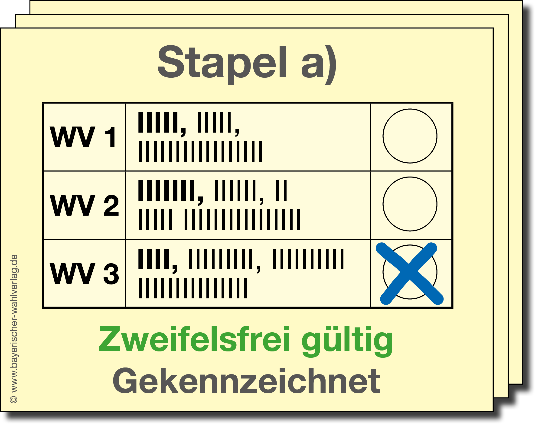 Stapel a)
WV 1
WV 2
WV 3
Zweifelsfrei gültig
Gekennzeichnet
© www.bayerischer-wahlverlag.de